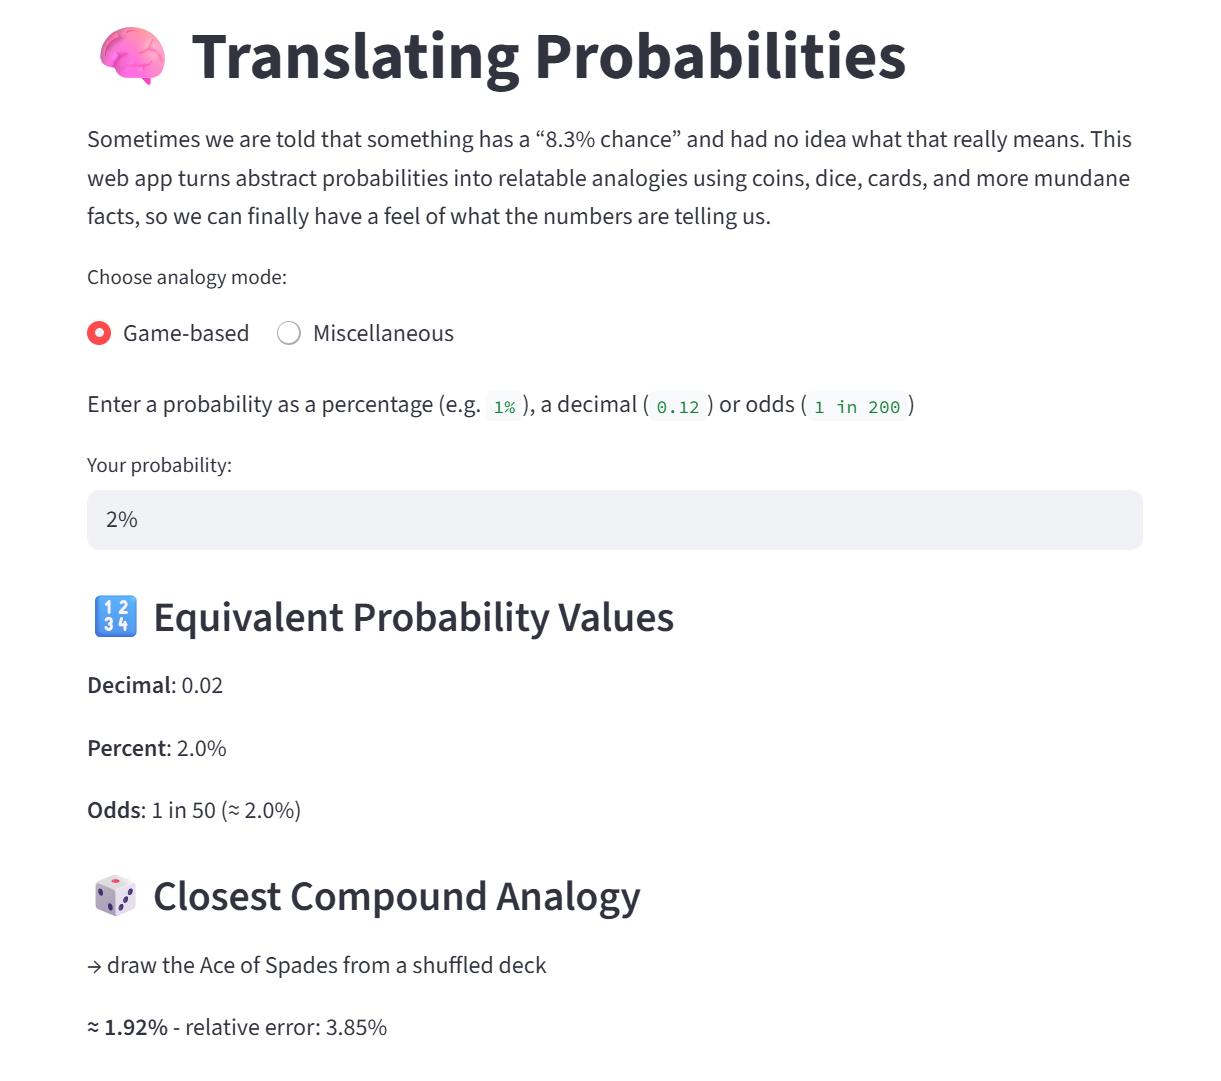 Translating Probabilities
Sometimes we are told that something has a “8.3% chance” and had no idea what that really means. This
web app turns abstract probabilities into relatable analogies using coins, dice, cards, and more mundane
facts, so we can finally have a feel of what the numbers are telling us.
Choose analogy mode:
Game-based Miscellaneous
Enter a probability as a percentage (e.g. 1% ), a decimal ( 0.12 ) or odds ( 1 in 200 )
Your probability:
2%
1 2
3 4
Equivalent Probability Values
Decimal: 0.02
Percent: 2.0%
Odds: 1 in 50 (≈ 2.0%)
Closest Compound Analogy
→ draw the Ace of Spades from a shuffled deck
≈ 1.92% - relative error: 3.85%